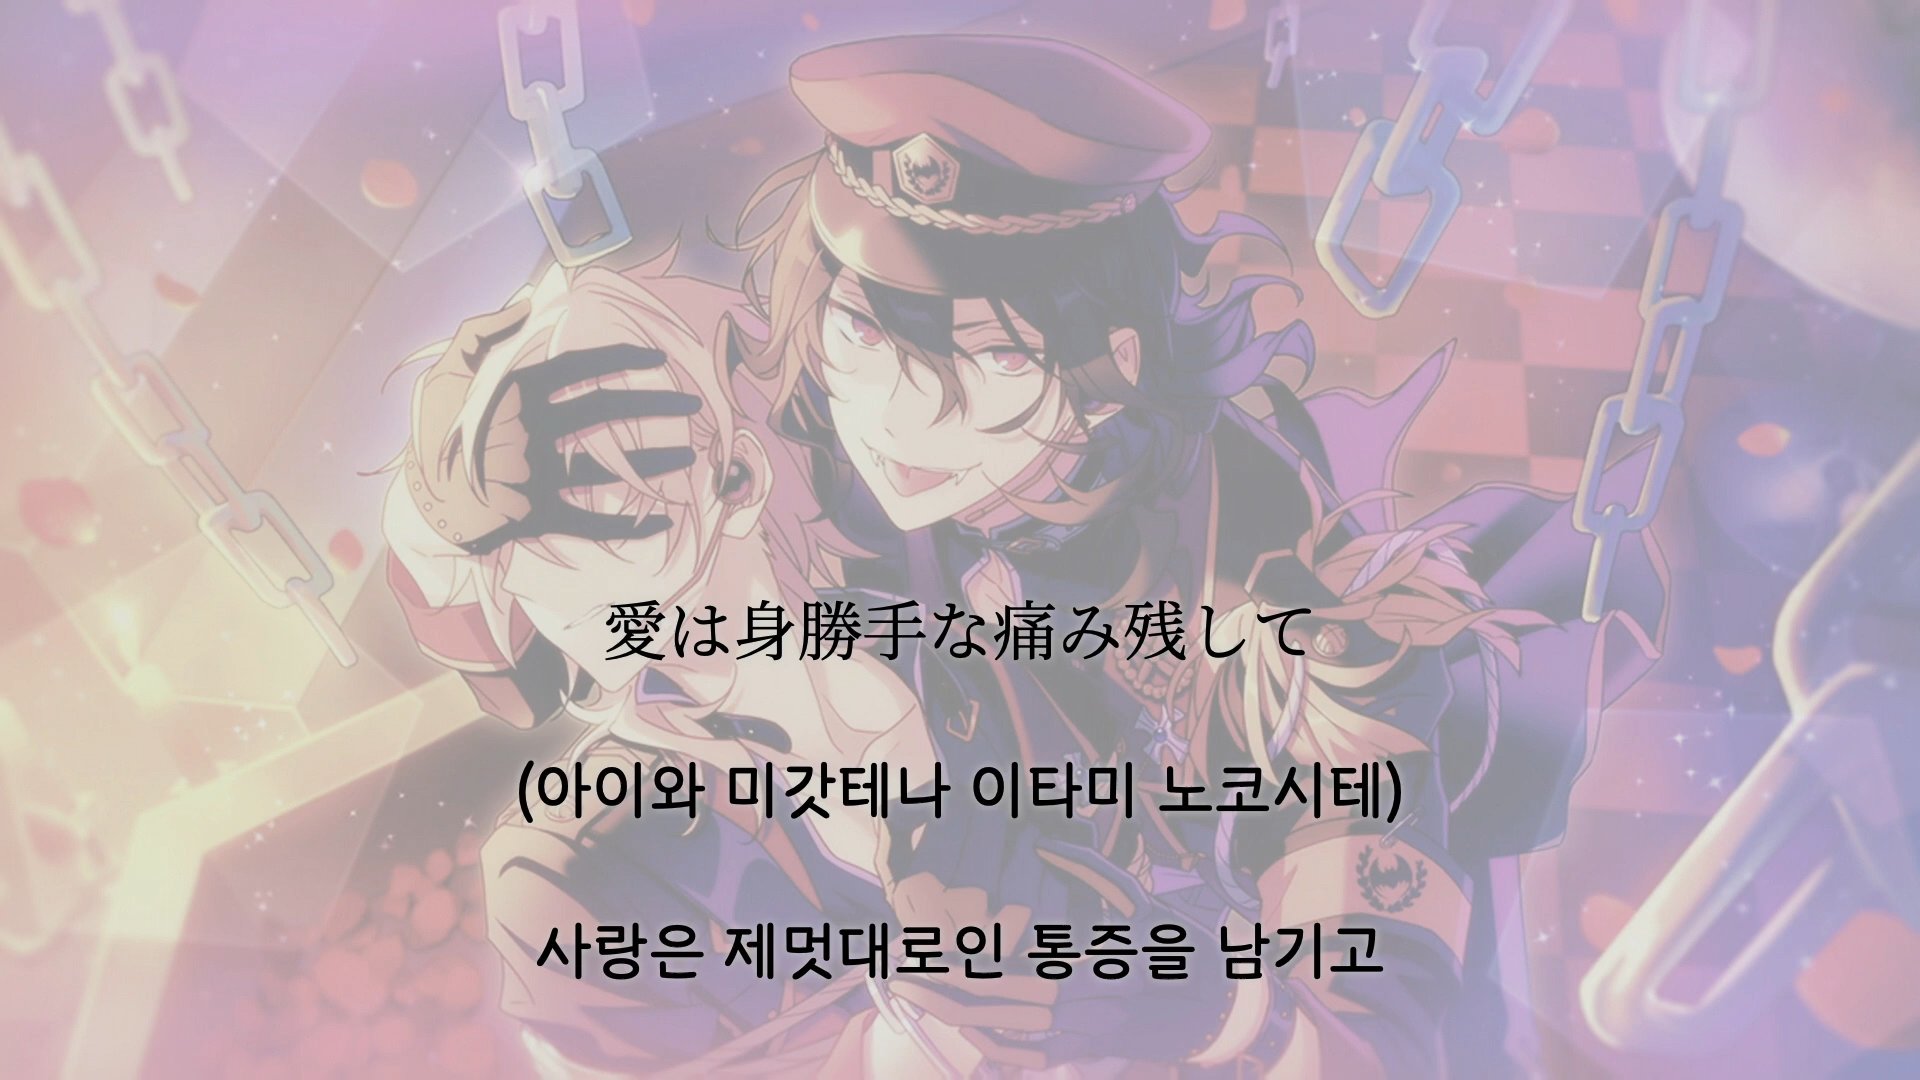 愛は身勝手な痛み残して
(아이와 미갓테나 이타미 노코시테)
사랑은 제멋대로인 통증을 남기고